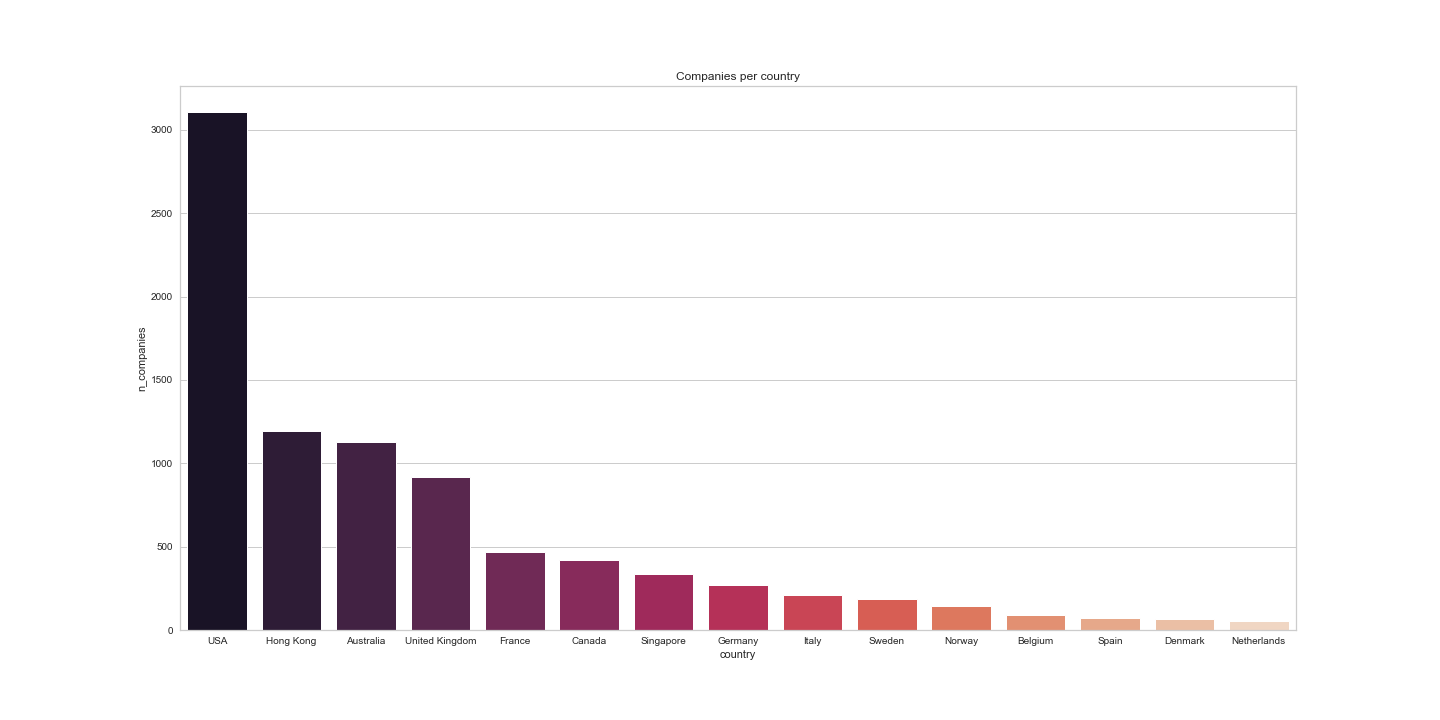 Companies per country
3000
2500
2000
1500
1000
500
0
n_companies
USA Hong Kong Australia United Kingdom France Canada Singapore Germany Italy Sweden Norway Belgium Spain Denmark Netherlands
country